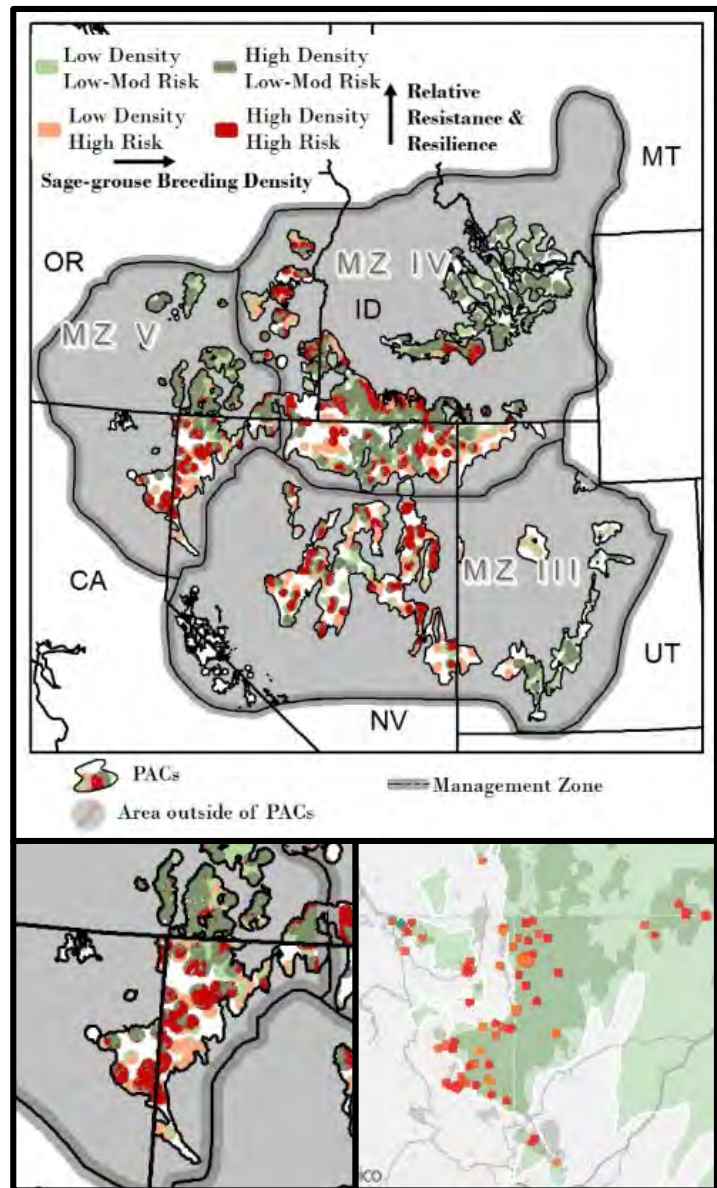 Low Density
Low-Mod Risk
High Density
Low-Mod Risk
Low Density
High Risk
High Density
High Risk
Relative
Resistance &
Resilience
Sage-grouse Breeding Density
MT
OR
MZ IV
ID
MZ V
CA
MZ III
UT
NV
PACs
Management Zone
Area outside of PACs
ico